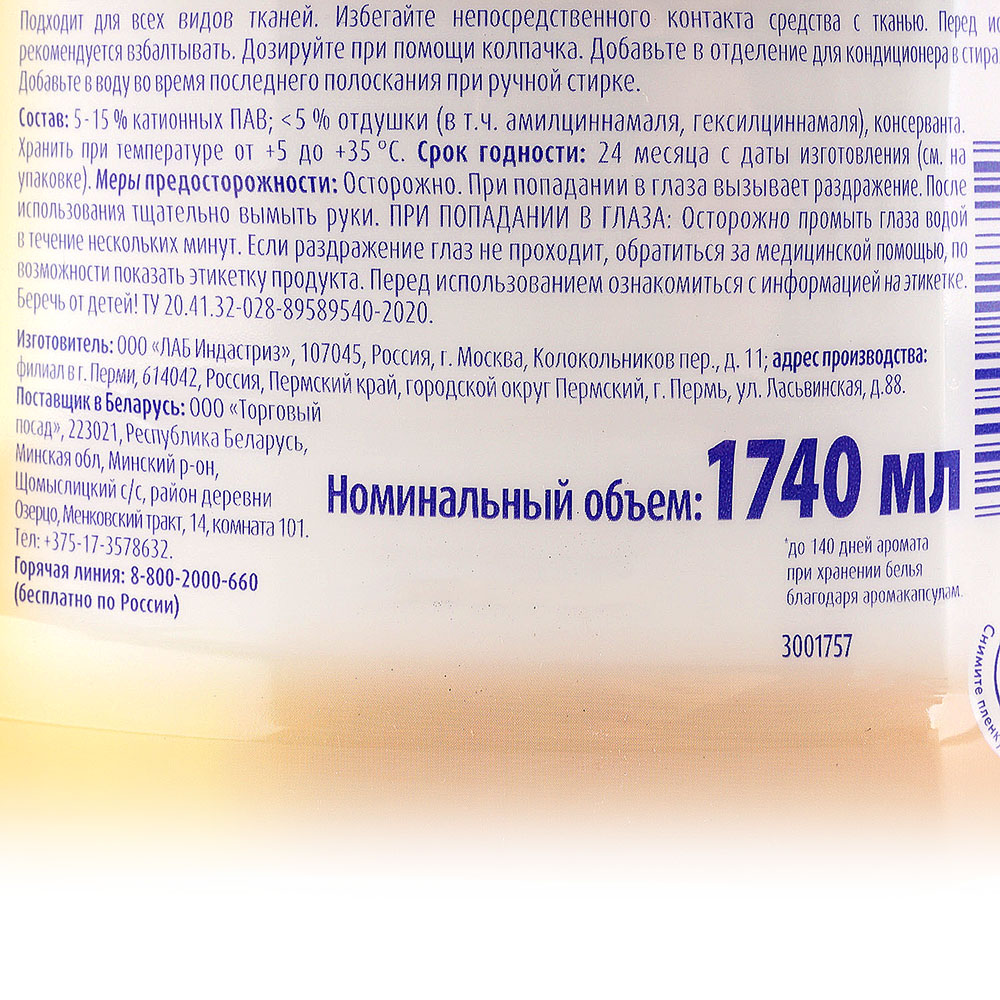 Подходит для всех видов тканей. Избегайте непосредственного контакта средства с тканью. Перед
рекомендуется взбалтывать. Дозируйте при помощи колпачка. Добавьте в отделение для кондиционера в
Добавьте в воду во время последнего полоскания при ручной стирке.
Состав: 5-15 % катионных ПАВ; <5 % отдушки (в т.ч. амилциннамаля, гексилциннамаля), консерванта.
Хранить при температуре от +5 до +35 °С. Срок годности: 24 месяца с даты изготовления (см. на
упаковке). Меры предосторожности: Осторожно. При попадании в глаза вызывает раздражение. После
использования тщательно вымыть руки. ПРИ ПОПАДАНИИ В ГЛАЗА: Осторожно промыть глаза водой
в течение нескольких минут. Если раздражение глаз не проходит, обратиться за медицинской помощью, по
возможности показать этикетку продукта. Перед использованием ознакомиться с информацией на этикетке.
Беречь от детей! ТУ 20.41.32-028-89589540-2020.
Изготовитель: ООО «ЛАБ Индастриз», 107045, Россия, г. Москва, Колокольников пер., д. 11; адрес производства:
филиал в г. Перми, 614042, Россия, Пермский край, городской округ Пермский, г. Пермь, ул. Ласьвинская, д.88.
Поставщик в Беларусь: ООО «Торговый
посад», 223021, Республика Беларусь,
Минская обл, Минский р-он,
Щомыслицкий с/с, район деревни
Озерцо, Менковский тракт, 14, комната 101.
Тел: +375-17-3578632.
Горячая линия: 8-800-2000-660
(бесплатно по России)
Номинальный объем: 1740 мл
*до 140 дней аромата
при хранении белья
благодаря аромакапсулам.
3001757
Снимите пленку